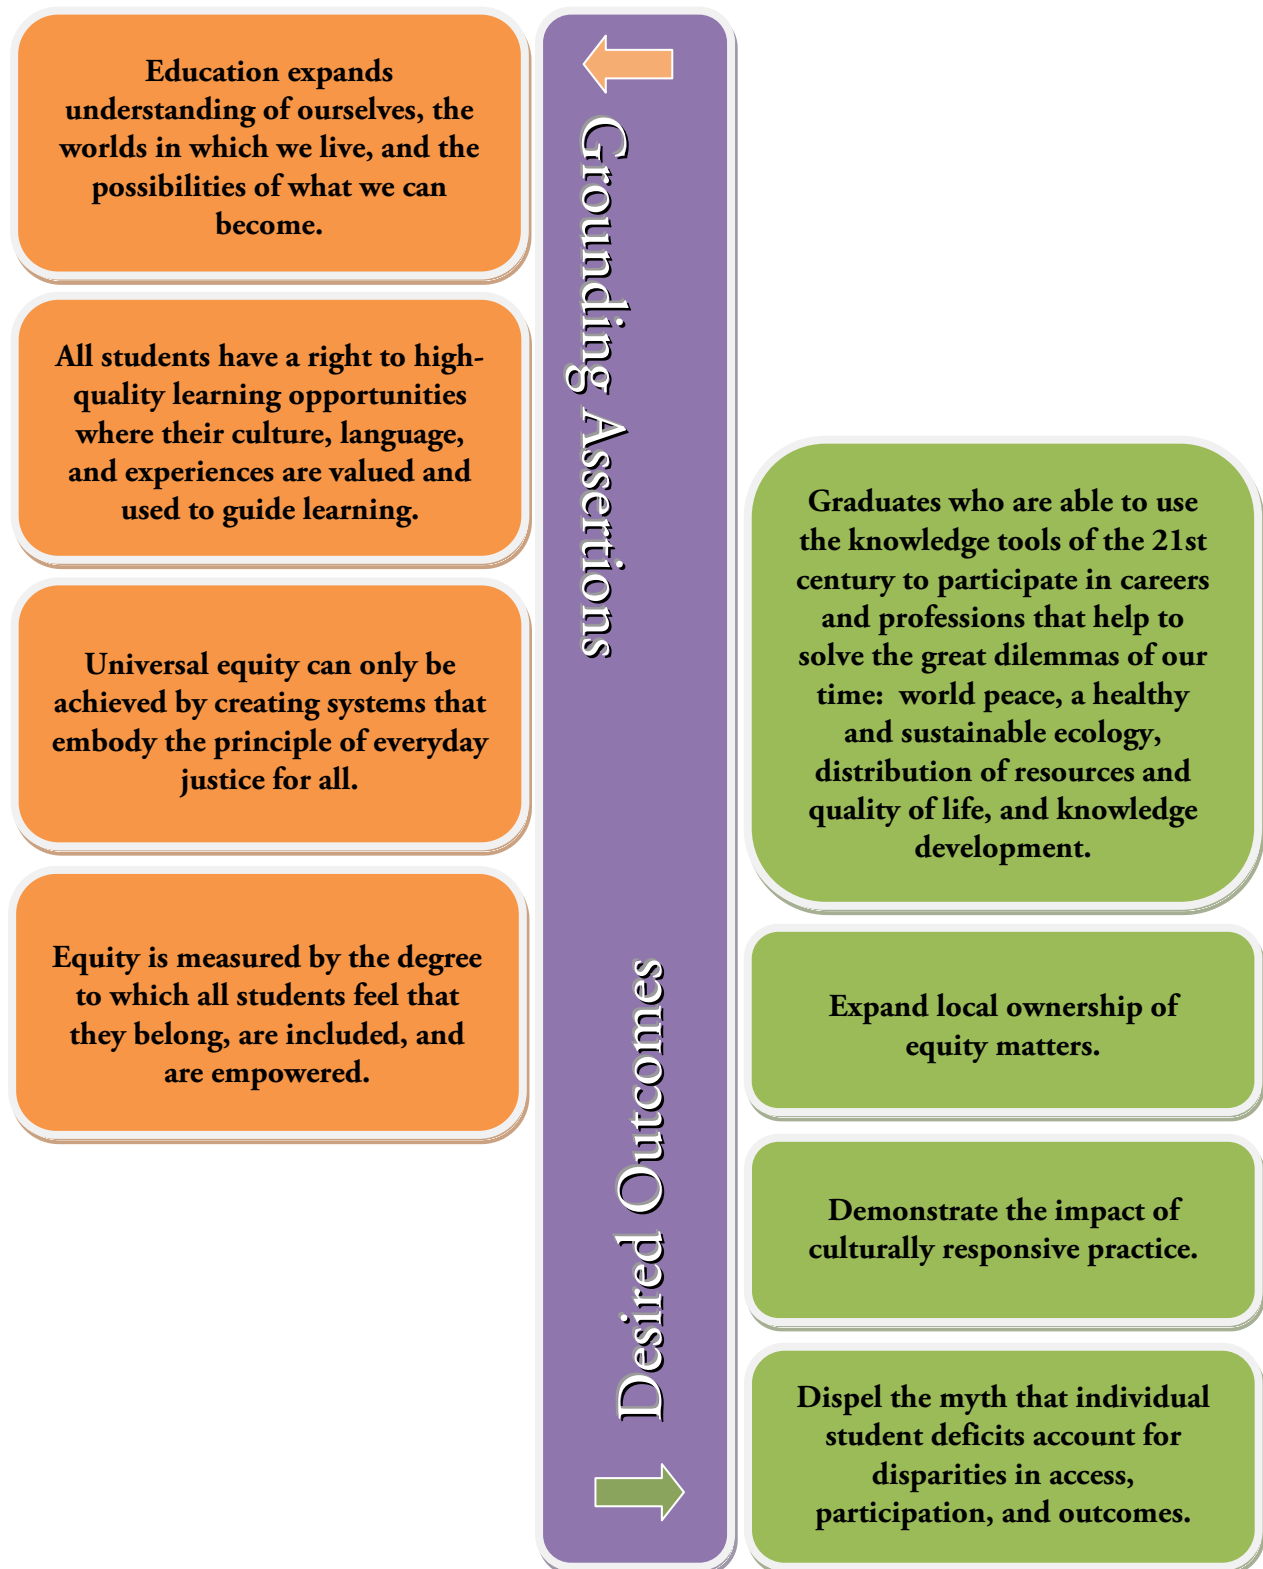 Education expands
understanding of ourselves, the
worlds in which we live, and the
possibilities of what we can
become.
All students have a right to high-
quality learning opportunities
where their culture, language,
and experiences are valued and
used to guide learning.
Universal equity can only be
achieved by creating systems that
embody the principle of everyday
justice for all.
Equity is measured by the degree
to which all students feel that
they belong, are included, and
are empowered.
Grounding Assertions
Desired Outcomes
Graduates who are able to use
the knowledge tools of the 21st
century to participate in careers
and professions that help to
solve the great dilemmas of our
time:  world peace, a healthy
and sustainable ecology,
distribution of resources and
quality of life, and knowledge
development.
Expand local ownership of
equity matters.
Demonstrate the impact of
culturally responsive practice.
Dispel the myth that individual
student deficits account for
disparities in access,
participation, and outcomes.